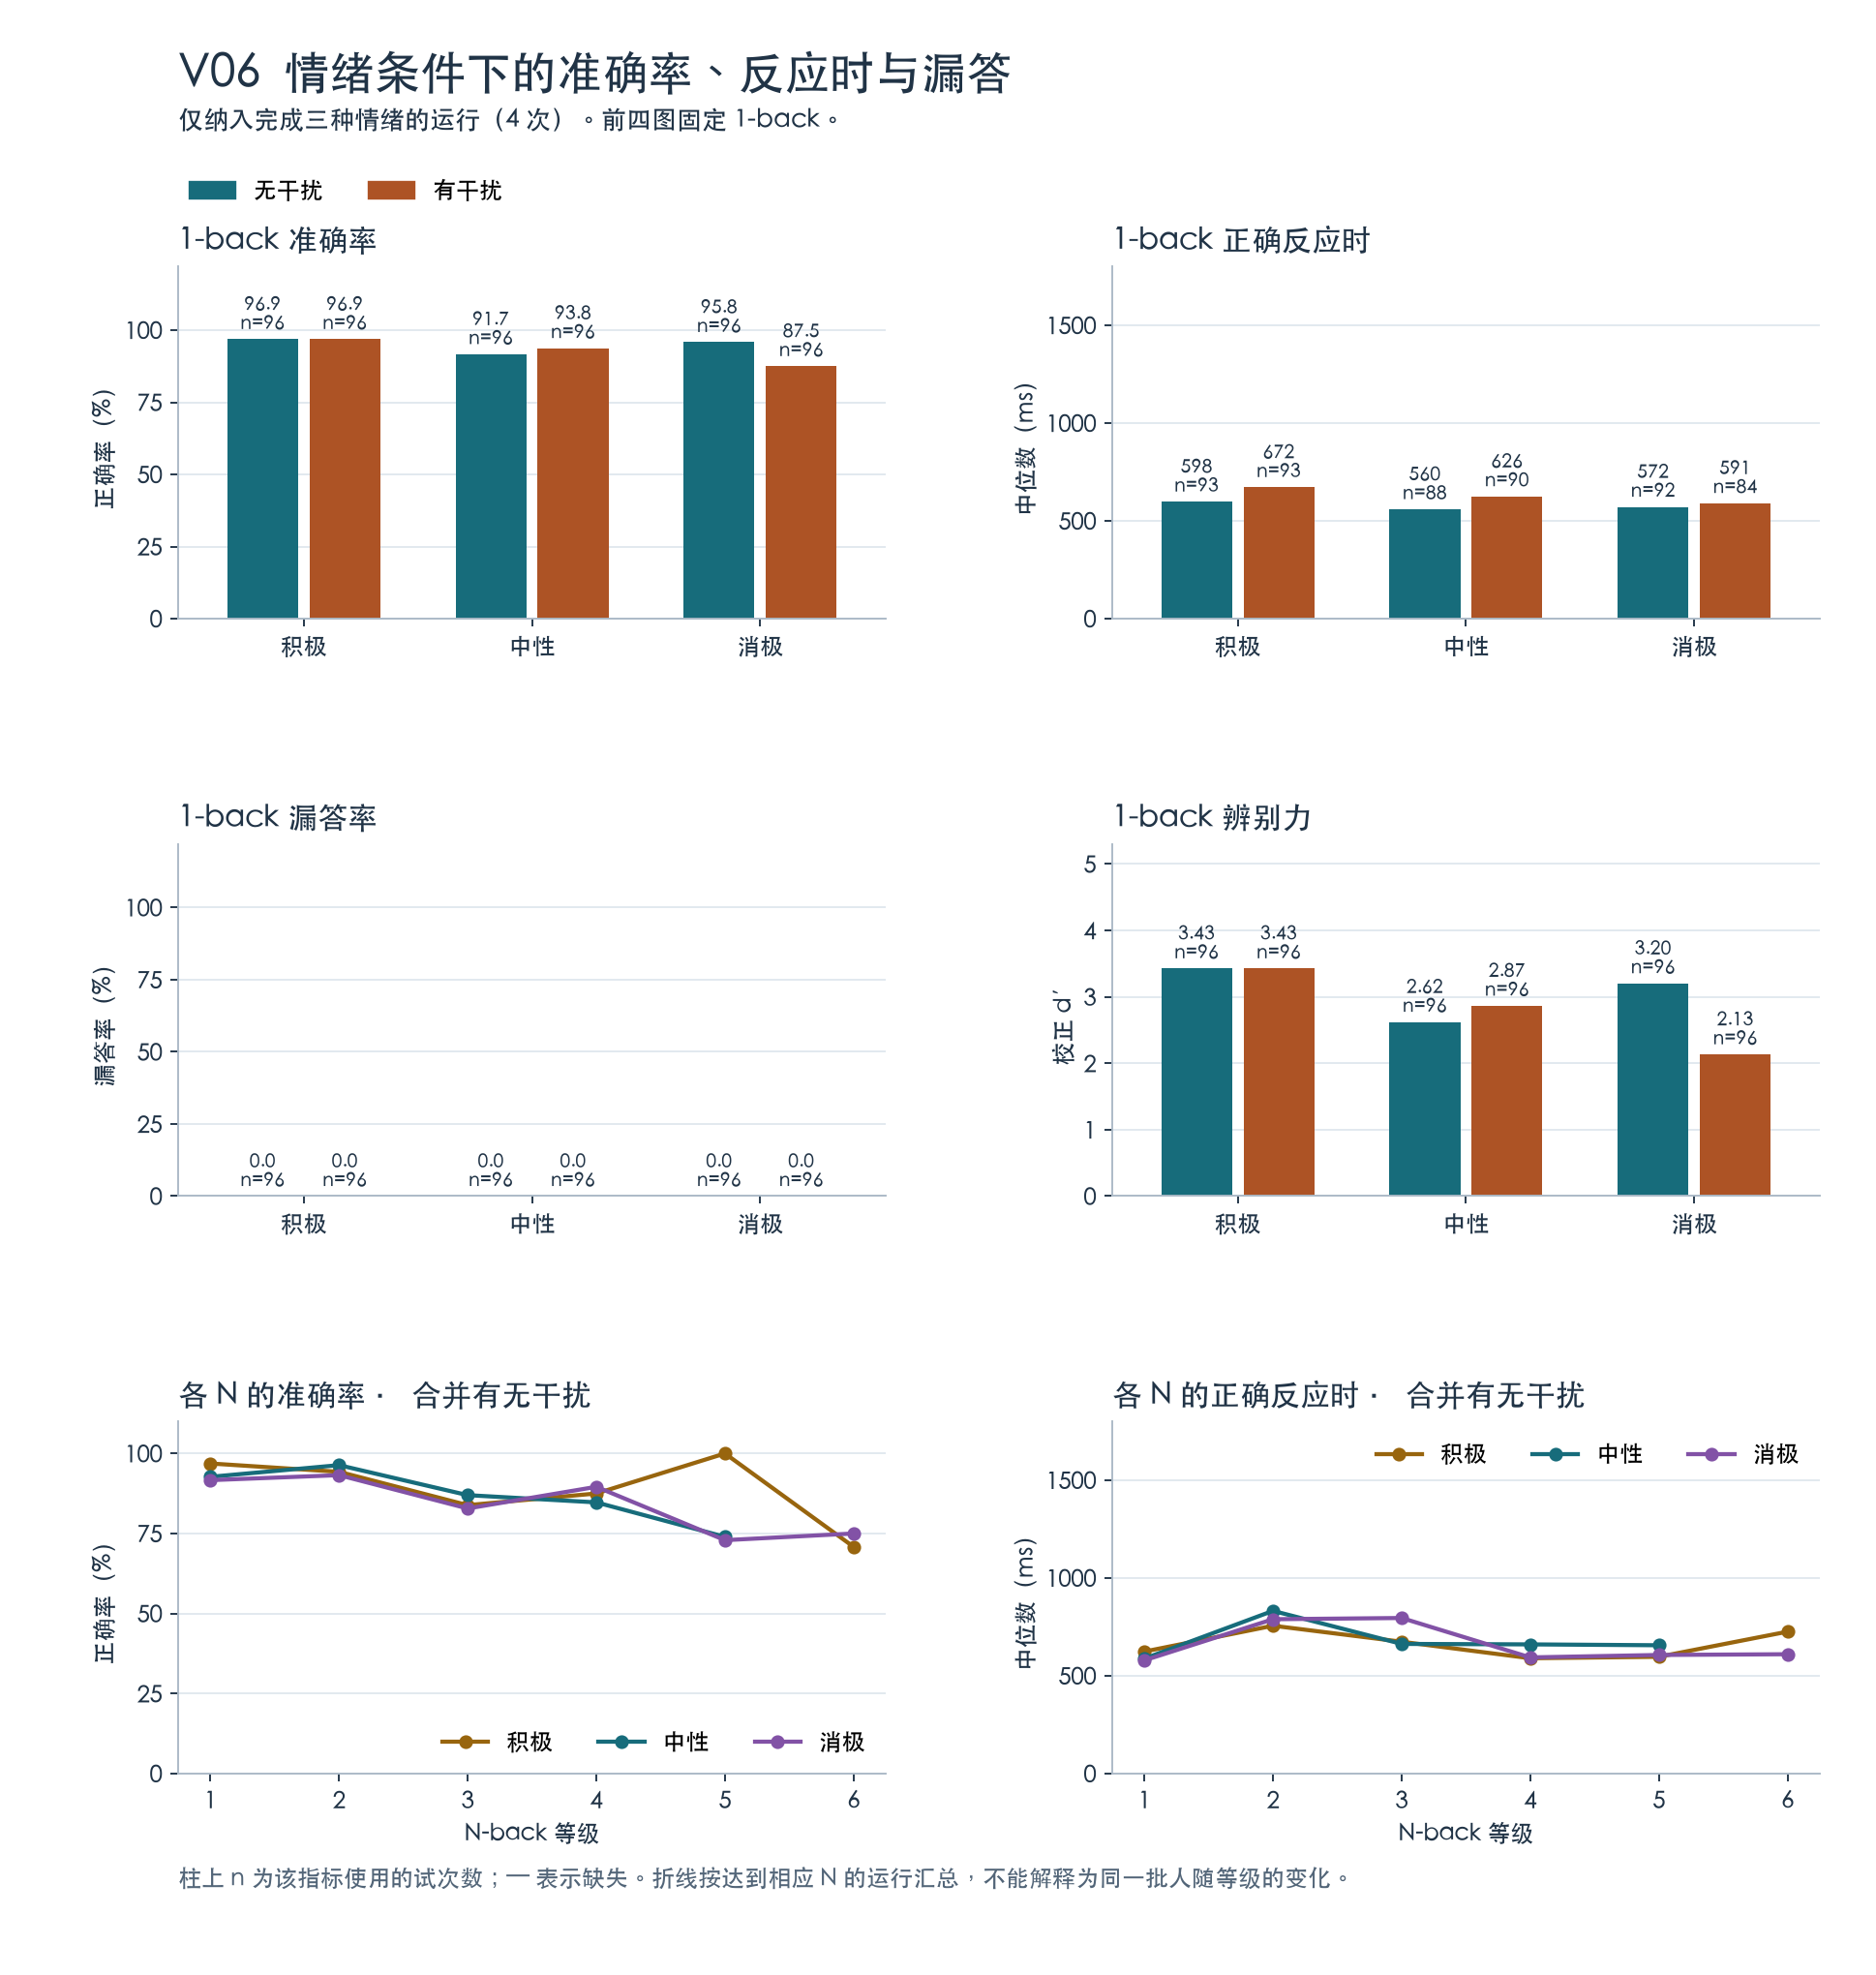 V06 情绪条件下的准确率、反应时与漏答
仅纳入完成三种情绪的运行（4 次）。前四图固定 1-back。
无干扰 有干扰
1-back 准确率
正确率（%）
100
75
50
25
0
96.9
n=96
96.9
n=96
91.7
n=96
93.8
n=96
95.8
n=96
87.5
n=96
积极 中性 消极
1-back 正确反应时
中位数（ms）
1500
1000
500
0
598
n=93
672
n=93
560
n=88
626
n=90
572
n=92
591
n=84
积极 中性 消极
1-back 漏答率
漏答率（%）
100
75
50
25
0
0.0
n=96
0.0
n=96
0.0
n=96
0.0
n=96
0.0
n=96
0.0
n=96
积极 中性 消极
1-back 辨别力
校正 d′
5
4
3
2
1
0
3.43
n=96
3.43
n=96
2.62
n=96
2.87
n=96
3.20
n=96
2.13
n=96
积极 中性 消极
各 N 的准确率 · 合并有无干扰
正确率（%）
100
75
50
25
0
积极 中性 消极
1 2 3 4 5 6
N-back 等级
各 N 的正确反应时 · 合并有无干扰
中位数（ms）
积极 中性 消极
1500
1000
500
0
1 2 3 4 5 6
N-back 等级
柱上 n 为该指标使用的试次数；— 表示缺失。折线按达到相应 N 的运行汇总，不能解释为同一批人随等级的变化。